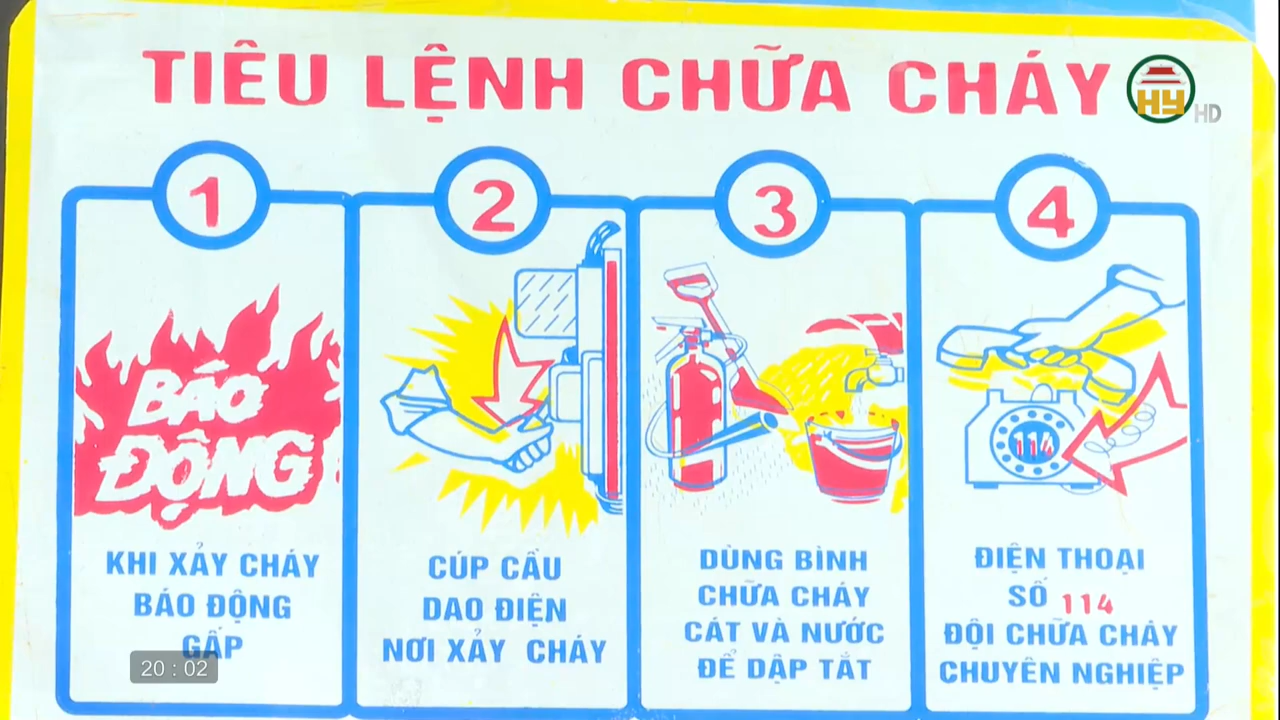 TIÊU LỆNH CHỮA CHÁY
HY HD
1
2
3
4
BÁO
ĐỘNG
114
KHI XẢY CHÁY
BÁO ĐỘNG
GẤP
CÚP CẦU
DAO ĐIỆN
NƠI XẢY CHÁY
DÙNG BÌNH
CHỮA CHÁY
CÁT VÀ NƯỚC
ĐỂ DẬP TẮT
ĐIỆN THOẠI
SỐ 114
ĐỘI CHỮA CHÁY
CHUYÊN NGHIỆP
20 : 02